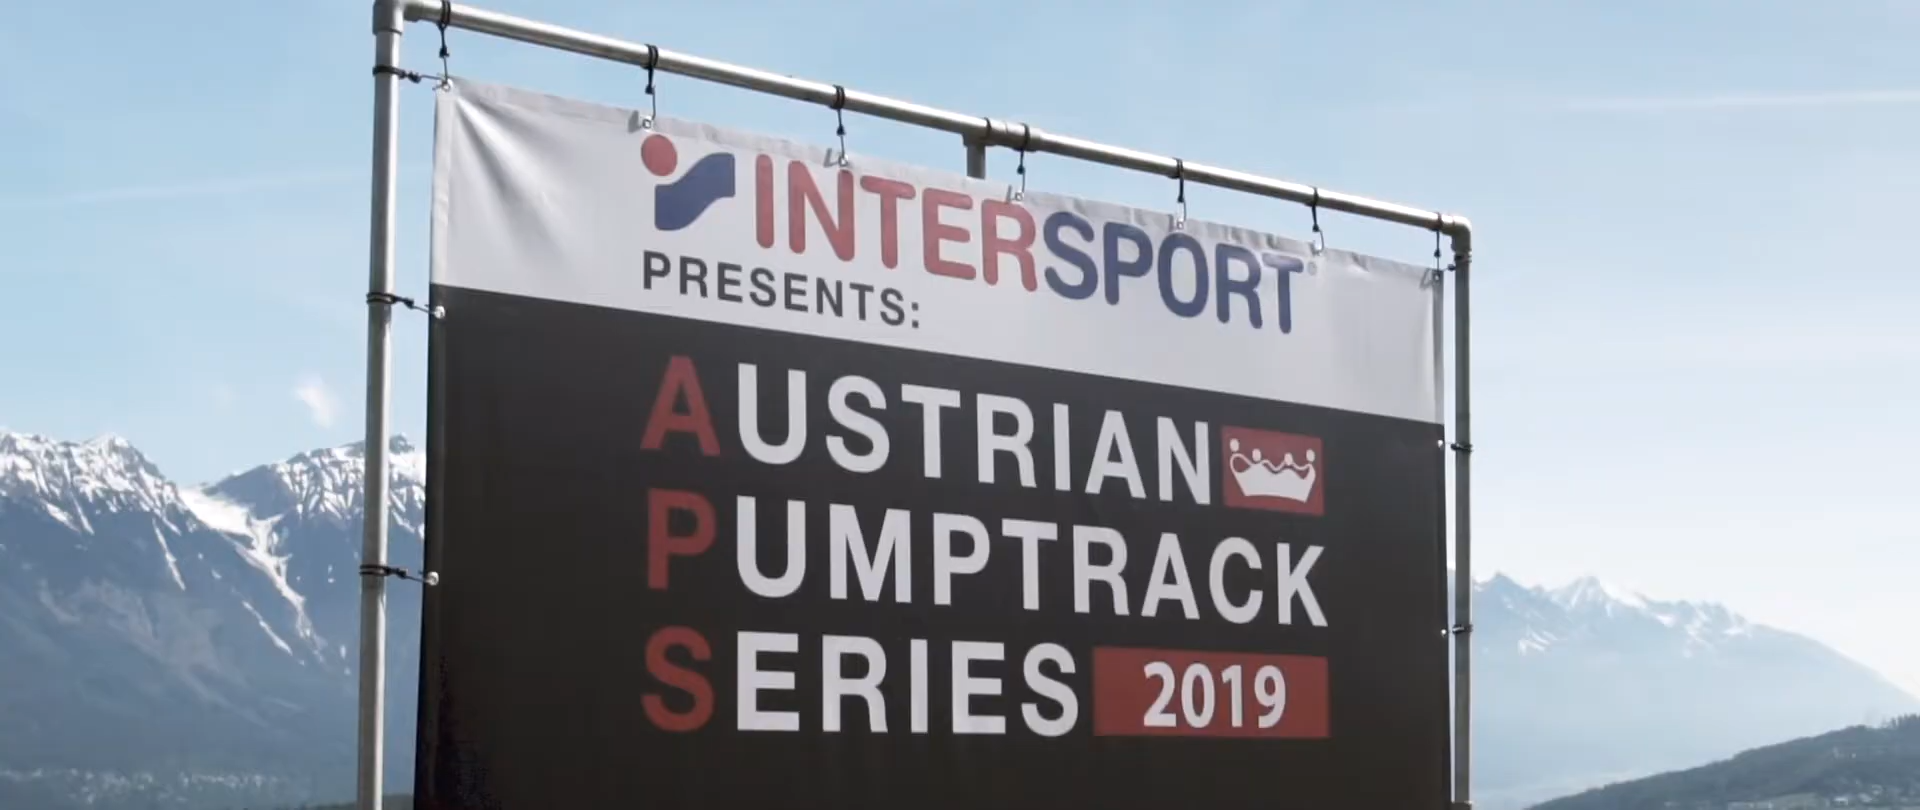 INTERSPORT®
PRESENTS:
AUSTRIAN
PUMPTRACK
SERIES 2019